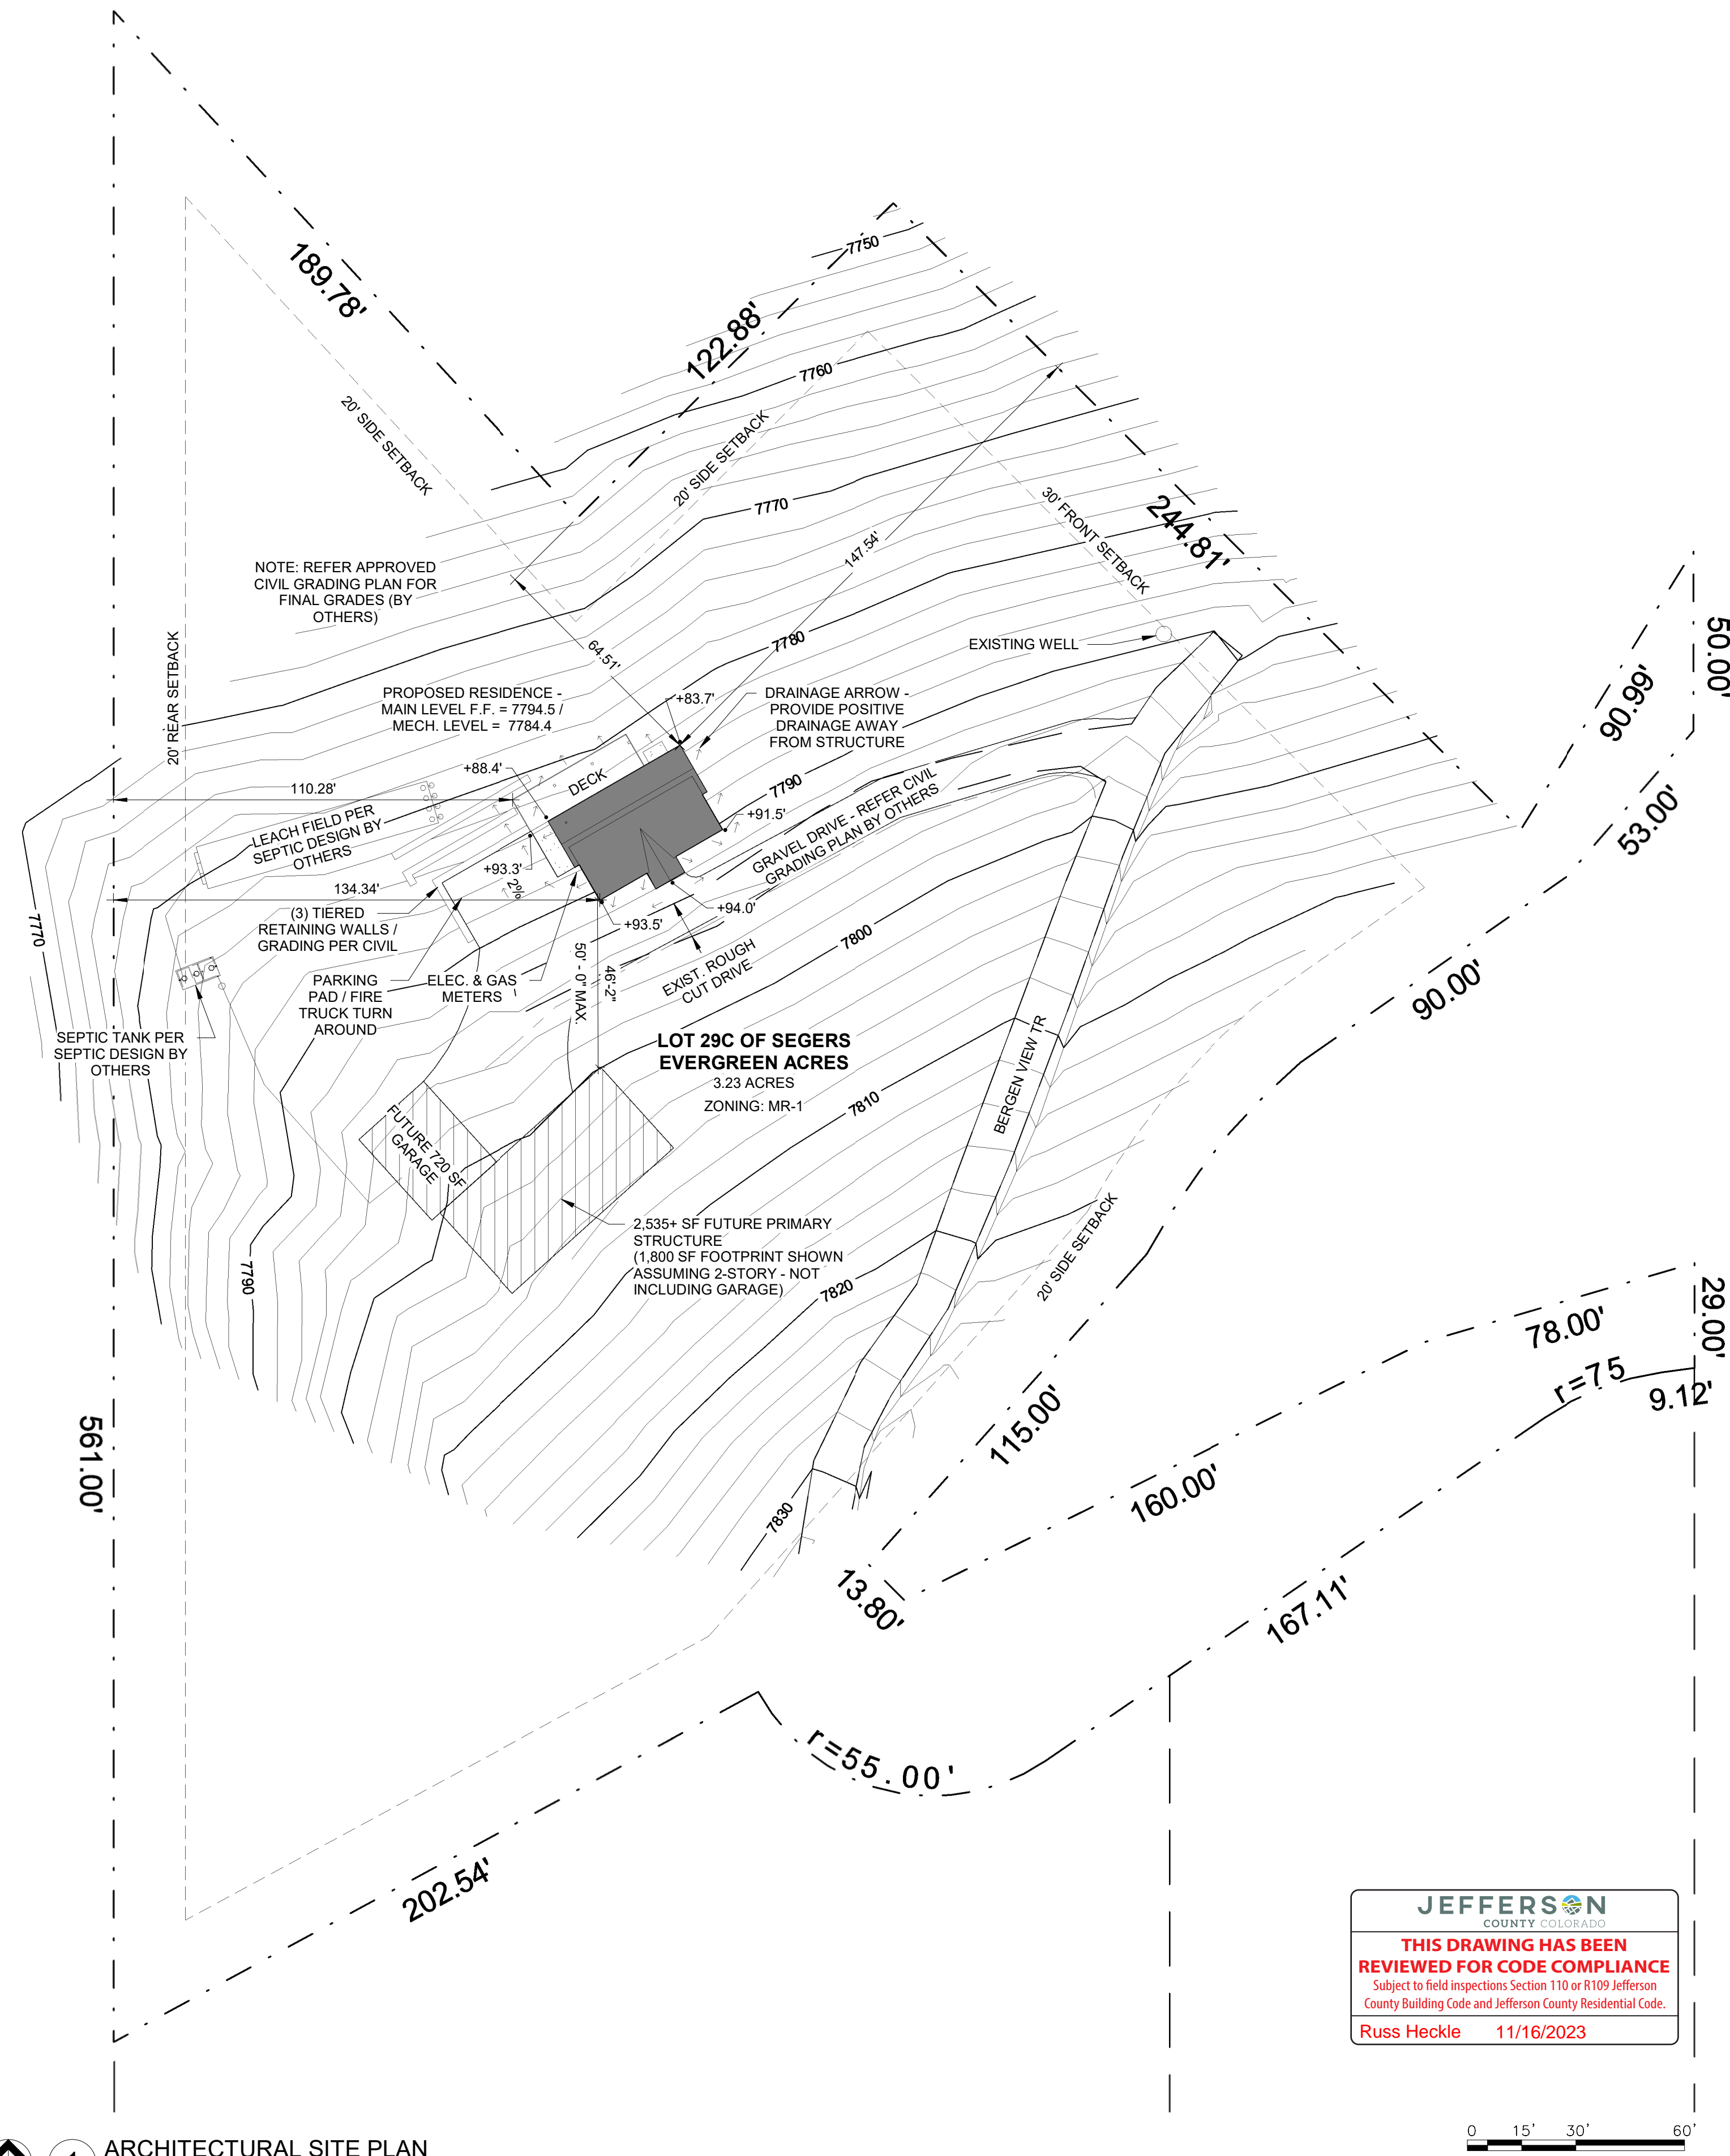 189.78'
7750
122.88'
7760
20' SIDE SETBACK
20' SIDE SETBACK
7770
30' FRONT SETBACK
244.81'
147.54'
NOTE: REFER APPROVED
CIVIL GRADING PLAN FOR
FINAL GRADES (BY
OTHERS)
20' REAR SETBACK
64.51'
7780
EXISTING WELL
50.00'
90.99'
PROPOSED RESIDENCE -
MAIN LEVEL F.F. = 7794.5 /
MECH. LEVEL = 7784.4
+83.7'
DRAINAGE ARROW -
PROVIDE POSITIVE
DRAINAGE AWAY
FROM STRUCTURE
+88.4'
DECK
110.28'
7790
+91.5'
GRAVEL DRIVE - REFER CIVIL
GRADING PLAN BY OTHERS
53.00'
LEACH FIELD PER
SEPTIC DESIGN BY
OTHERS
+93.3'
2%
134.34'
(3) TIERED
RETAINING WALLS /
GRADING PER CIVIL
+94.0'
+93.5'
7770
7800
EXIST. ROUGH
CUT DRIVE
50' - 0" MAX.
46'-2"
90.00'
PARKING
PAD / FIRE
TRUCK TURN
AROUND
ELEC. & GAS
METERS
SEPTIC TANK PER
SEPTIC DESIGN BY
OTHERS
LOT 29C OF SEGERS
EVERGREEN ACRES
3.23 ACRES
ZONING: MR-1
BERGEN VIEW TR
7810
FUTURE 720 SF
GARAGE
2,535+ SF FUTURE PRIMARY
STRUCTURE
(1,800 SF FOOTPRINT SHOWN
ASSUMING 2-STORY - NOT
INCLUDING GARAGE)
7790
7820
20' SIDE SETBACK
29.00'
78.00'
r=75
9.12'
115.00'
561.00'
160.00'
7830
13.80'
167.11'
r=55.00'
202.54'
JEFFERSON
COUNTY COLORADO
THIS DRAWING HAS BEEN
REVIEWED FOR CODE COMPLIANCE
Subject to field inspections Section 110 or R109 Jefferson
County Building Code and Jefferson County Residential Code.
Russ Heckle 11/16/2023
0 15' 30' 60'
ARCHITECTURAL SITE PLAN